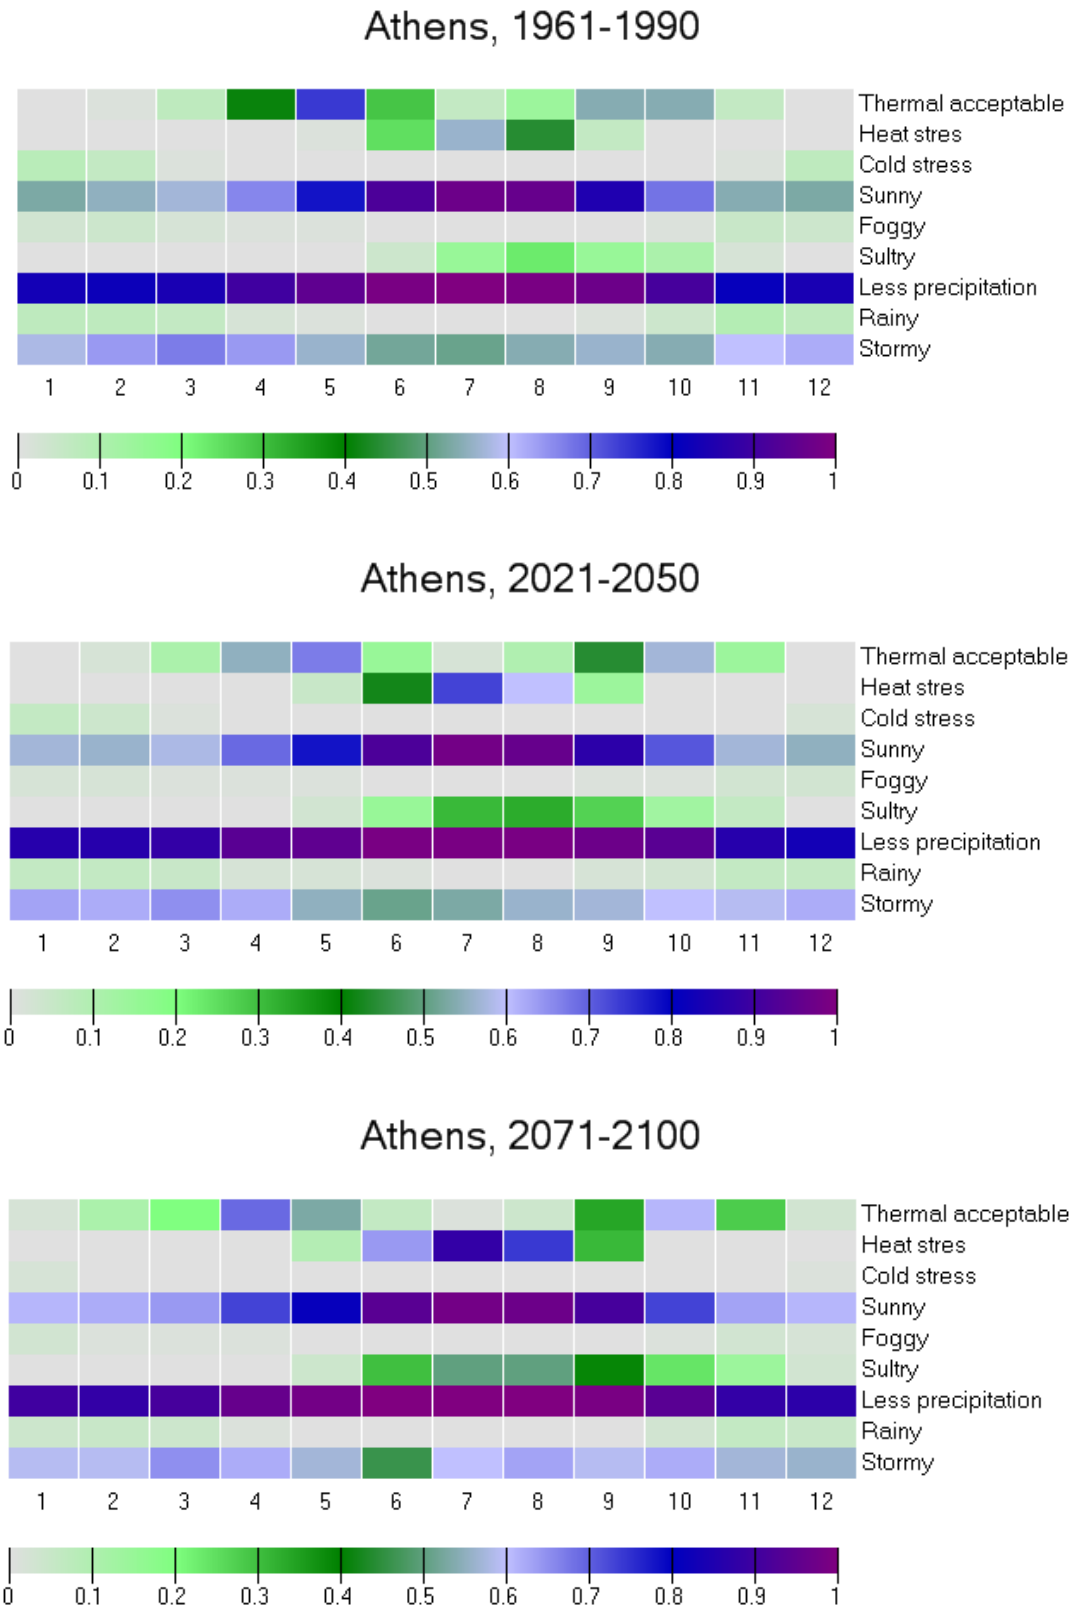 Athens, 1961-1990
Thermal acceptable
Heat stres
Cold stress
Sunny
Foggy
Sultry
Less precipitation
Rainy
Stormy
1 2 3 4 5 6 7 8 9 10 11 12
0 0.1 0.2 0.3 0.4 0.5 0.6 0.7 0.8 0.9 1
Athens, 2021-2050
Thermal acceptable
Heat stres
Cold stress
Sunny
Foggy
Sultry
Less precipitation
Rainy
Stormy
1 2 3 4 5 6 7 8 9 10 11 12
0 0.1 0.2 0.3 0.4 0.5 0.6 0.7 0.8 0.9 1
Athens, 2071-2100
Thermal acceptable
Heat stres
Cold stress
Sunny
Foggy
Sultry
Less precipitation
Rainy
Stormy
1 2 3 4 5 6 7 8 9 10 11 12
0 0.1 0.2 0.3 0.4 0.5 0.6 0.7 0.8 0.9 1